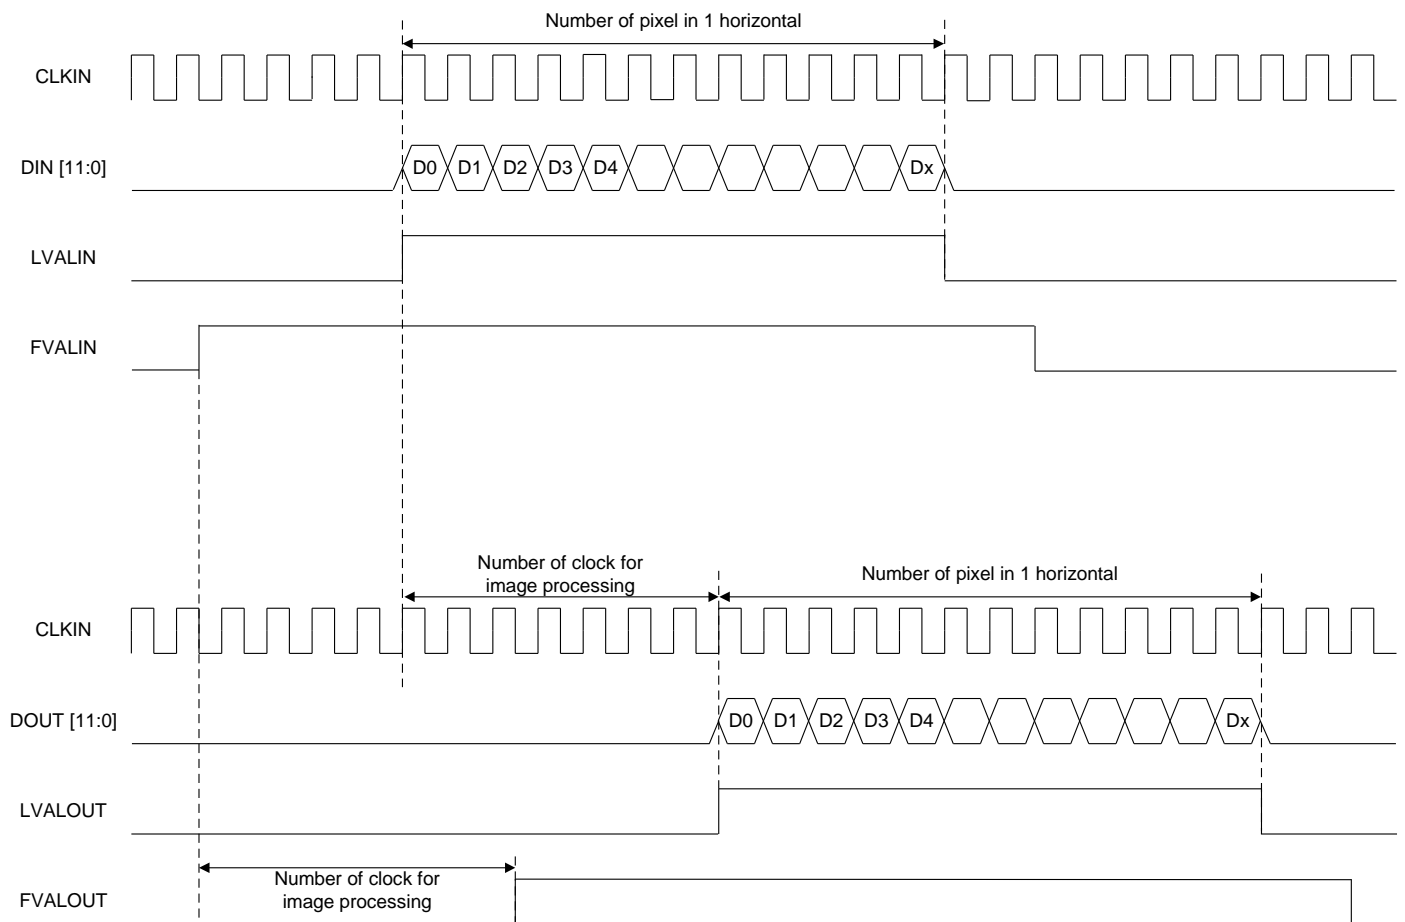 Number of pixel in 1 horizontal
CLKIN
DIN [11:0]
D0 D1 D2 D3 D4 Dx
LVALIN
FVALIN
Number of clock for
image processing
Number of pixel in 1 horizontal
CLKIN
DOUT [11:0]
D0 D1 D2 D3 D4 Dx
LVALOUT
FVALOUT
Number of clock for
image processing